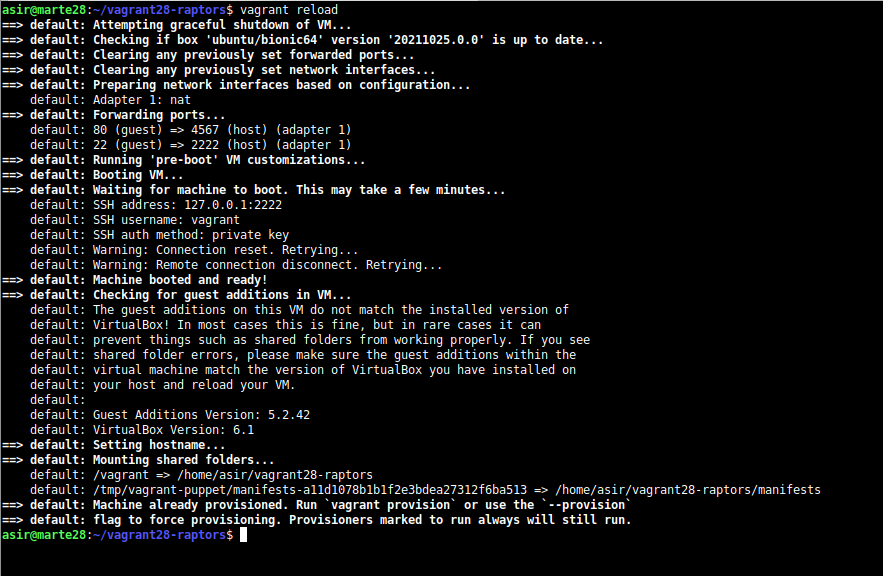 asir@marte28:~/vagrant28-raptors$ vagrant reload
==> default: Attempting graceful shutdown of VM...
==> default: Checking if box 'ubuntu/bionic64' version '20211025.0.0' is up to date...
==> default: Clearing any previously set forwarded ports...
==> default: Clearing any previously set network interfaces...
==> default: Preparing network interfaces based on configuration...
    default: Adapter 1: nat
==> default: Forwarding ports...
    default: 80 (guest) => 4567 (host) (adapter 1)
    default: 22 (guest) => 2222 (host) (adapter 1)
==> default: Running 'pre-boot' VM customizations...
==> default: Booting VM...
==> default: Waiting for machine to boot. This may take a few minutes...
    default: SSH address: 127.0.0.1:2222
    default: SSH username: vagrant
    default: SSH auth method: private key
    default: Warning: Connection reset. Retrying...
    default: Warning: Remote connection disconnect. Retrying...
==> default: Machine booted and ready!
==> default: Checking for guest additions in VM...
    default: The guest additions on this VM do not match the installed version of
    default: VirtualBox! In most cases this is fine, but in rare cases it can
    default: prevent things such as shared folders from working properly. If you see
    default: shared folder errors, please make sure the guest additions within the
    default: virtual machine match the version of VirtualBox you have installed on
    default: your host and reload your VM.
    default:
    default: Guest Additions Version: 5.2.42
    default: VirtualBox Version: 6.1
==> default: Setting hostname...
==> default: Mounting shared folders...
    default: /vagrant => /home/asir/vagrant28-raptors
    default: /tmp/vagrant-puppet/manifests-a11d1078b1b1f2e3bdea27312f6ba513 => /home/asir/vagrant28-raptors/manifests
==> default: Machine already provisioned. Run `vagrant provision` or use the `--provision`
==> default: flag to force provisioning. Provisioners marked to run always will still run.
asir@marte28:~/vagrant28-raptors$